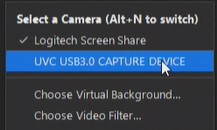 Select a Camera (Alt+N to switch)
✓ Logitech Screen Share
UVC USB3.0 CAPTURE DEVICE
Choose Virtual Background...
Choose Video Filter...